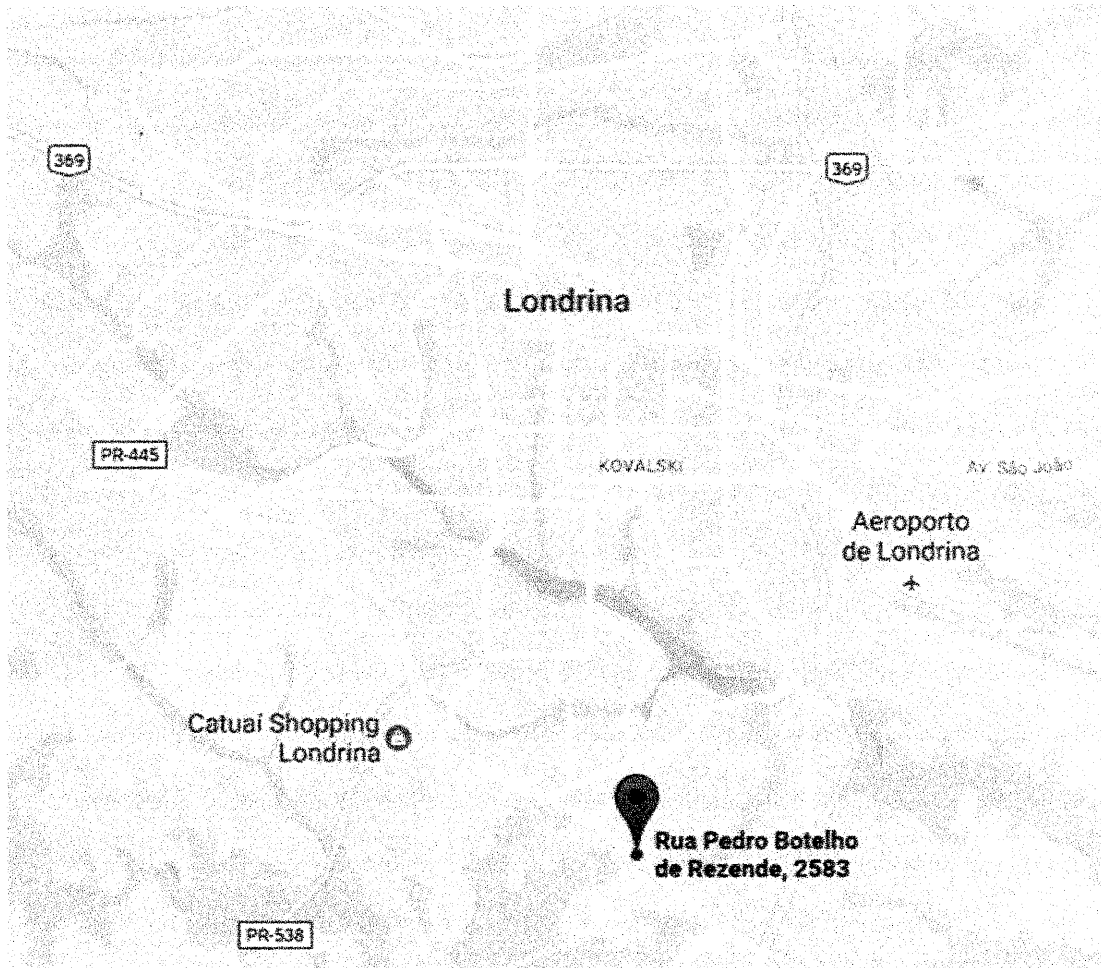 369
369
Londrina
PR-445
KOVALSKI
Av. São João
Aeroporto
de Londrina
Catuaí Shopping
Londrina
Rua Pedro Botelho
de Rezende, 2583
PR-538